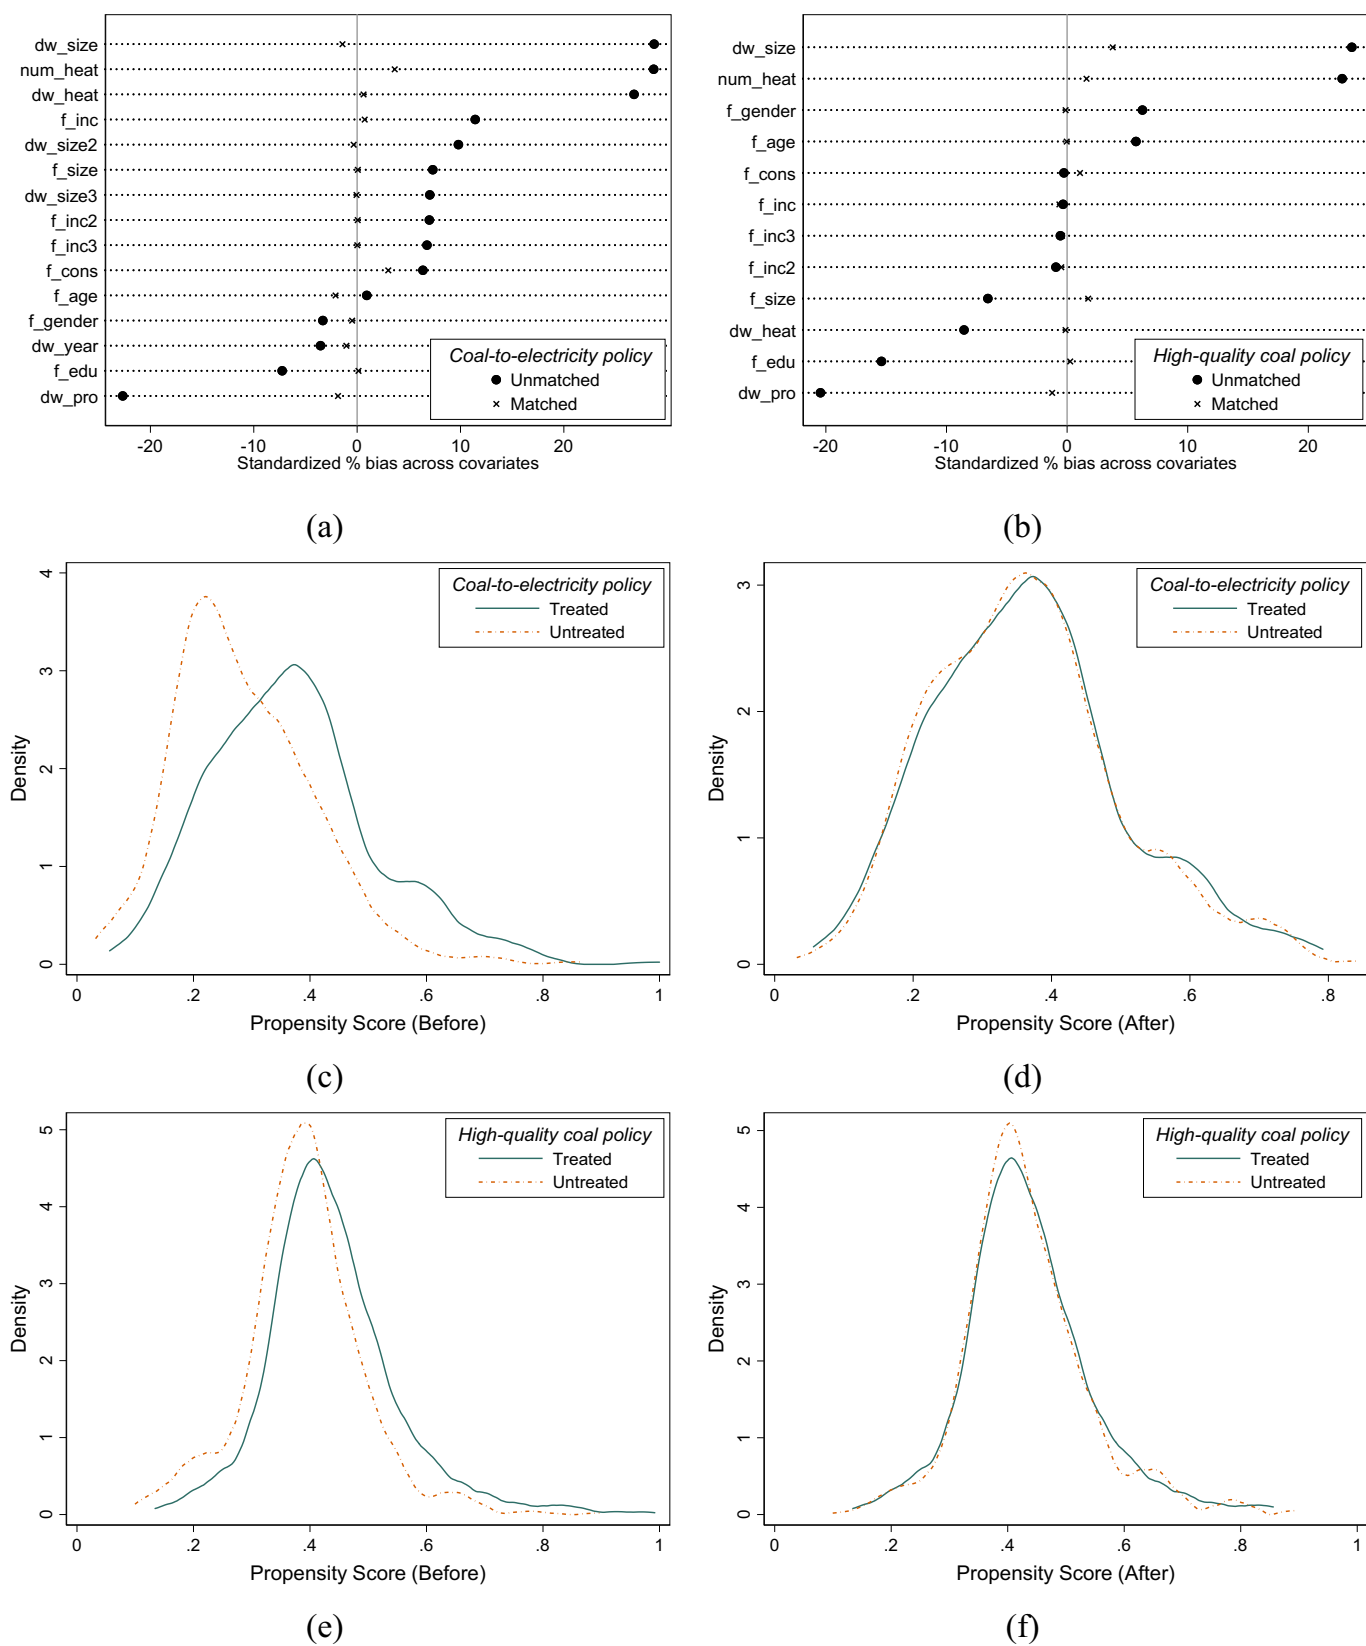 dw_size
num_heat
dw_heat
f_inc
dw_size2
f_size
dw_size3
f_inc2
f_inc3
f_cons
f_age
f_gender
dw_year
f_edu
dw_pro
Coal-to-electricity policy
Unmatched
Matched
-20 -10 0 10 20
Standardized % bias across covariates
(a)
dw_size
num_heat
f_gender
f_age
f_cons
f_inc
f_inc3
f_inc2
f_size
dw_heat
f_edu
dw_pro
High-quality coal policy
Unmatched
Matched
-20 -10 0 10 20
Standardized % bias across covariates
(b)
Coal-to-electricity policy
Treated
Untreated
Density
4
3
2
1
0
0 .2 .4 .6 .8 1
Propensity Score (Before)
(c)
Coal-to-electricity policy
Treated
Untreated
Density
3
2
1
0
0 .2 .4 .6 .8
Propensity Score (After)
(d)
High-quality coal policy
Treated
Untreated
Density
5
4
3
2
1
0
0 .2 .4 .6 .8 1
Propensity Score (Before)
(e)
High-quality coal policy
Treated
Untreated
Density
5
4
3
2
1
0
0 .2 .4 .6 .8 1
Propensity Score (After)
(f)